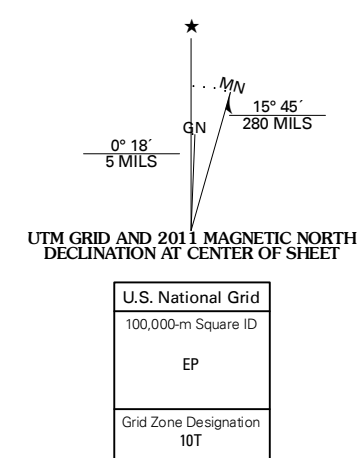 ★
MN
15° 45´
280 MILS
GN
0° 18´
5 MILS
UTM GRID AND 2011 MAGNETIC NORTH
DECLINATION AT CENTER OF SHEET
U.S. National Grid
100,000-m Square ID
EP
Grid Zone Designation
10T